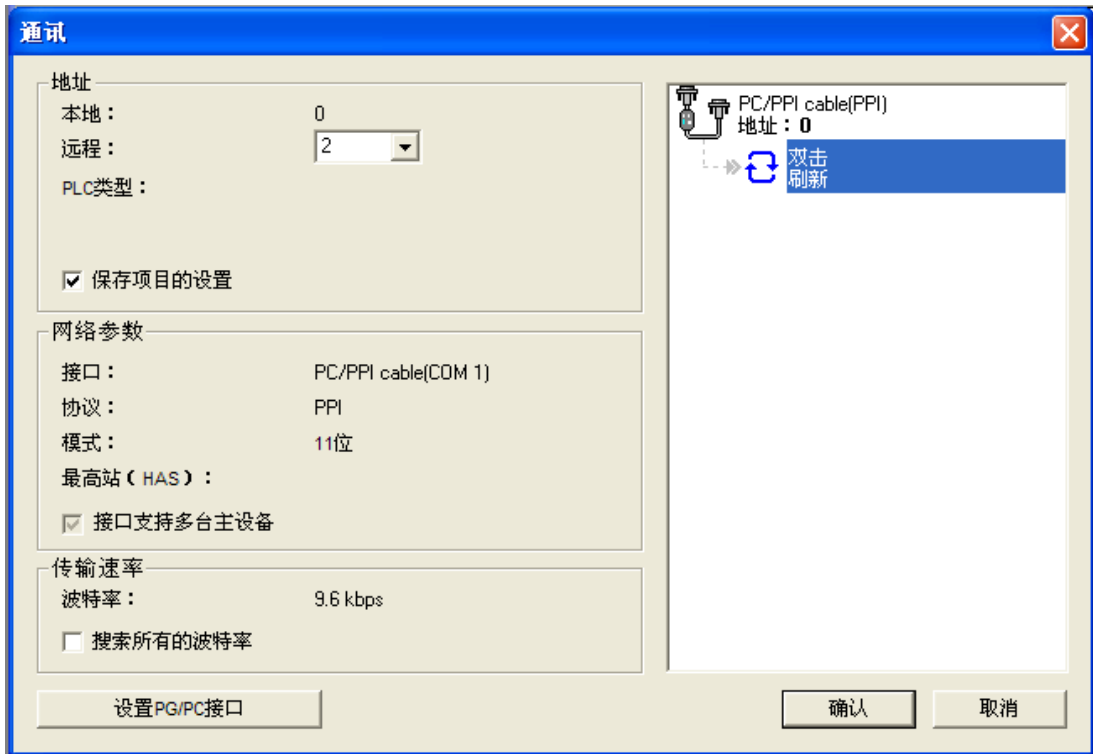 通讯
地址
本地： 0
远程： 2
PLC类型：
保存项目的设置
网络参数
接口： PC/PPI cable(COM 1)
协议： PPI
模式： 11位
最高站（HAS）：
接口支持多台主设备
传输速率
波特率： 9.6 kbps
搜索所有的波特率
设置PG/PC接口
PC/PPI cable(PPI)
地址：0
双击
刷新
确认
取消